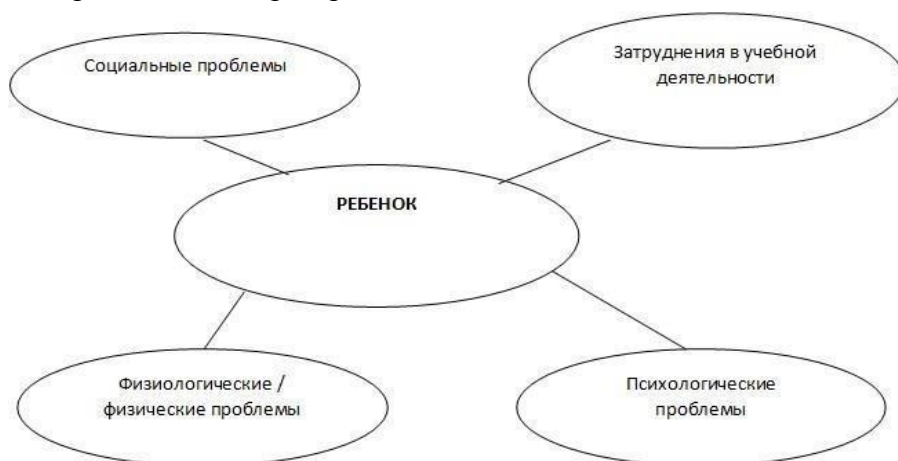 Социальные проблемы
Затруднения в учебной
деятельности
РЕБЕНОК
Физиологические /
физические проблемы
Психологические
проблемы